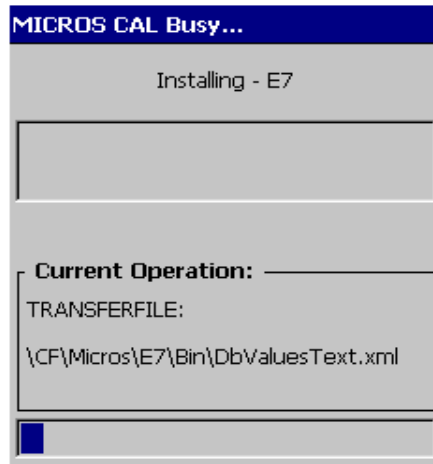 MICROS CAL Busy...
Installing - E7
Current Operation:
TRANSFERFILE:
\CF\Micros\E7\Bin\DbValuesText.xml